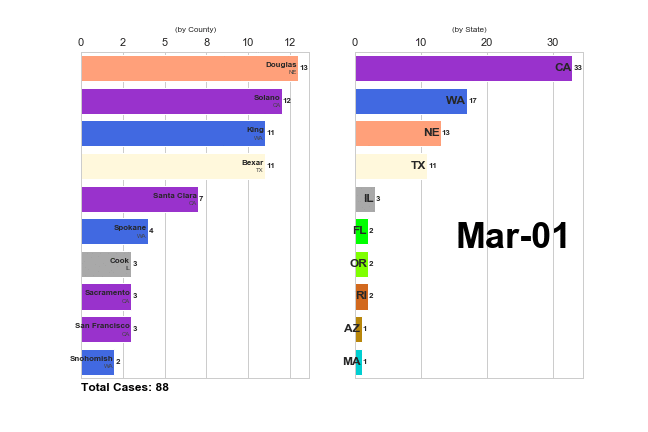 (by County)
0 2 5 8 10 12
Douglas 13
NE
Solano 12
CA
King 11
WA
Bexar 11
TX
Santa Clara 7
CA
Spokane 4
WA
Cook 3
IL
Sacramento 3
CA
San Francisco 3
CA
Snohomish 2
WA
Total Cases: 88
(by State)
0 10 20 30
CA 33
WA 17
NE 13
TX 11
IL 3
FL 2
OR 2
RI 2
AZ 1
MA 1
Mar-01